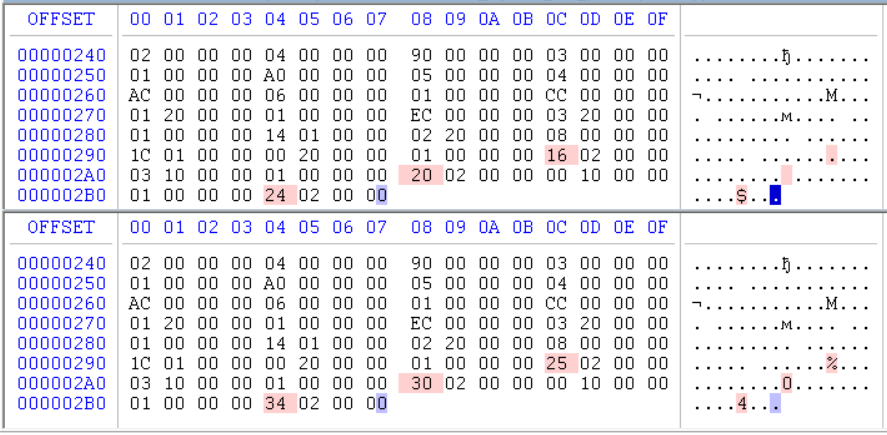 OFFSET 00 01 02 03 04 05 06 07 08 09 0A 0B 0C 0D 0E 0F
00000240 02 00 00 00 04 00 00 00 90 00 00 00 03 00 00 00 ........ђ.......
00000250 01 00 00 00 A0 00 00 00 05 00 00 00 04 00 00 00 .... ...........
00000260 AC 00 00 00 06 00 00 00 01 00 00 00 CC 00 00 00 ¬...........М...
00000270 01 20 00 00 01 00 00 00 EC 00 00 00 03 20 00 00 . ......м.... ..
00000280 01 00 00 00 14 01 00 00 02 20 00 00 08 00 00 00 ......... ......
00000290 1C 01 00 00 00 20 00 00 01 00 00 00 16 02 00 00 ..... ..........
000002A0 03 10 00 00 01 00 00 00 20 02 00 00 00 10 00 00 ........ .......
000002B0 01 00 00 00 24 02 00 00 ....$...
OFFSET 00 01 02 03 04 05 06 07 08 09 0A 0B 0C 0D 0E 0F
00000240 02 00 00 00 04 00 00 00 90 00 00 00 03 00 00 00 ........ђ.......
00000250 01 00 00 00 A0 00 00 00 05 00 00 00 04 00 00 00 .... ...........
00000260 AC 00 00 00 06 00 00 00 01 00 00 00 CC 00 00 00 ¬...........М...
00000270 01 20 00 00 01 00 00 00 EC 00 00 00 03 20 00 00 . ......м.... ..
00000280 01 00 00 00 14 01 00 00 02 20 00 00 08 00 00 00 ......... ......
00000290 1C 01 00 00 00 20 00 00 01 00 00 00 25 02 00 00 ..... ......%...
000002A0 03 10 00 00 01 00 00 00 30 02 00 00 00 10 00 00 ........0.......
000002B0 01 00 00 00 34 02 00 00 ....4...